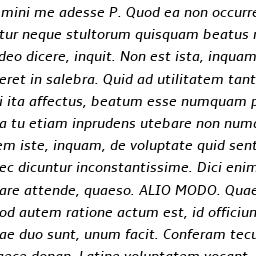 mini me adesse P. Quod ea non occurre
tur neque stultorum quisquam beatus
deo dicere, inquit. Non est ista, inquam
eret in salebra. Quid ad utilitatem tant
i ita affectus, beatum esse numquam p
a tu etiam inprudens utebare non num
em iste, inquam, de voluptate quid sent
ec dicuntur inconstantissime. Dici enim
are attende, quaeso. ALIO MODO. Quae
od autem ratione actum est, id officium
ae duo sunt, unum facit. Conferam tecu